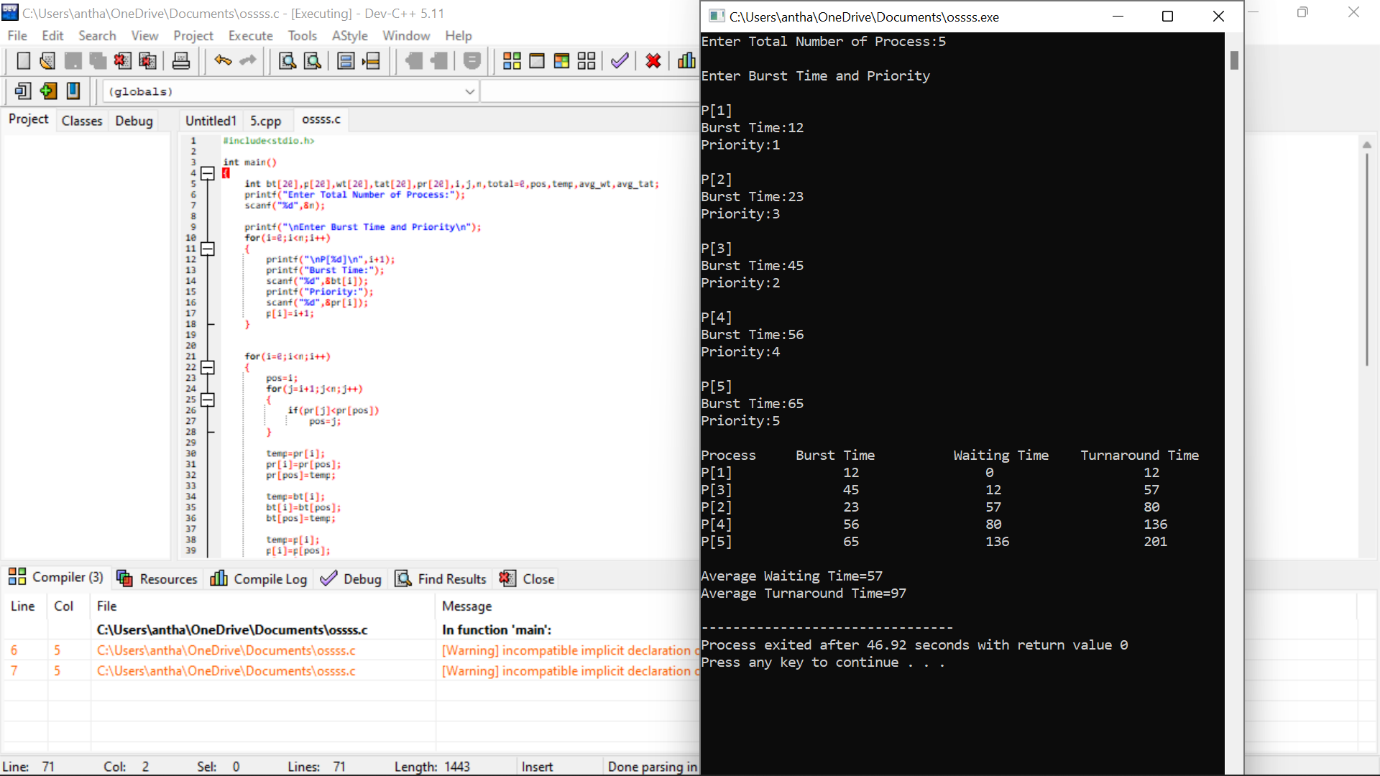 C:\Users\antha\OneDrive\Documents\ossss.c - [Executing] - Dev-C++ 5.11
File Edit Search View Project Execute Tools AStyle Window Help
(globals)
Project Classes Debug
Untitled1 5.cpp ossss.c
1 #include<stdio.h>
2
3 int main()
4 {
5 int bt[20],p[20],wt[20],tat[20],pr[20],i,j,n,total=0,pos,temp,avg_wt,avg_tat;
6 printf("Enter Total Number of Process:");
7 scanf("%d",&n);
8
9 printf("\nEnter Burst Time and Priority\n");
10 for(i=0;i<n;i++)
11 {
12 printf("\nP[%d]\n",i+1);
13 printf("Burst Time:");
14 scanf("%d",&bt[i]);
15 printf("Priority:");
16 scanf("%d",&pr[i]);
17 p[i]=i+1;
18 }
19
20
21 for(i=0;i<n;i++)
22 {
23 pos=i;
24 for(j=i+1;j<n;j++)
25 {
26 if(pr[j]<pr[pos])
27 pos=j;
28 }
29
30 temp=pr[i];
31 pr[i]=pr[pos];
32 pr[pos]=temp;
33
34 temp=bt[i];
35 bt[i]=bt[pos];
36 bt[pos]=temp;
37
38 temp=p[i];
39 p[i]=p[pos];
Compiler (3) Resources Compile Log Debug Find Results Close
Line Col File Message
C:\Users\antha\OneDrive\Documents\ossss.c In function 'main':
6 5 C:\Users\antha\OneDrive\Documents\ossss.c [Warning] incompatible implicit declaration
7 5 C:\Users\antha\OneDrive\Documents\ossss.c [Warning] incompatible implicit declaration
Line: 71 Col: 2 Sel: 0 Lines: 71 Length: 1443 Insert Done parsing in
C:\Users\antha\OneDrive\Documents\ossss.exe
Enter Total Number of Process:5
Enter Burst Time and Priority
P[1]
Burst Time:12
Priority:1
P[2]
Burst Time:23
Priority:3
P[3]
Burst Time:45
Priority:2
P[4]
Burst Time:56
Priority:4
P[5]
Burst Time:65
Priority:5
Process Burst Time Waiting Time Turnaround Time
P[1] 12 0 12
P[3] 45 12 57
P[2] 23 57 80
P[4] 56 80 136
P[5] 65 136 201
Average Waiting Time=57
Average Turnaround Time=97
--------------------------------
Process exited after 46.92 seconds with return value 0
Press any key to continue . . .